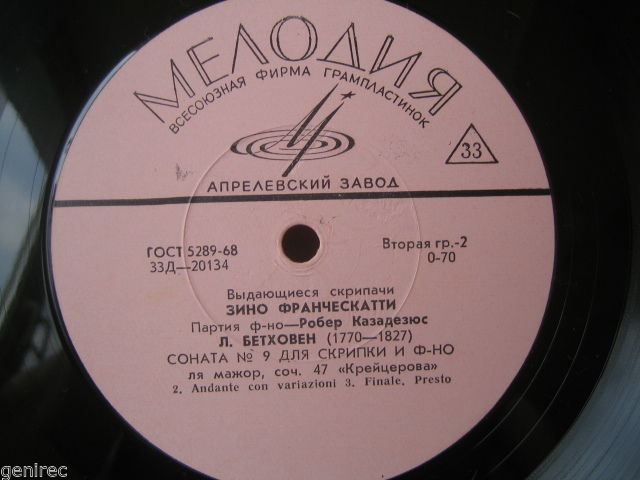 МЕЛОДИЯ
ВСЕСОЮЗНАЯ ФИРМА ГРАМПЛАСТИНОК
33
АПРЕЛЕВСКИЙ ЗАВОД
ГОСТ 5289-68
33Д—20134
Вторая гр.-2
0-70
Выдающиеся скрипачи
ЗИНО ФРАНЧЕСКАТТИ
Партия ф-но—Робер Казадезюс
Л. БЕТХОВЕН (1770—1827)
СОНАТА № 9 ДЛЯ СКРИПКИ И Ф-НО
ля мажор, соч. 47 «Крейцерова»
2. Andante con variazioni 3. Finale. Presto
genirec